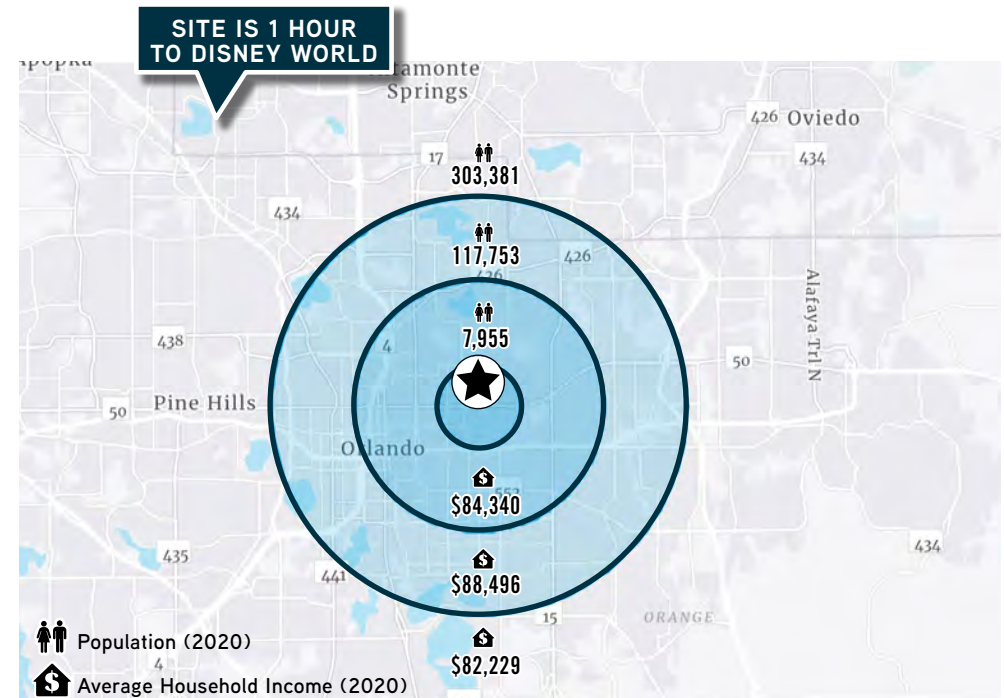 SITE IS 1 HOUR
TO DISNEY WORLD
Springs
426 Oviedo
17
434
303,381
434
117,753
426
426
Alafaya Trl N
7,955
438
4
50
50
Pine Hills
Orlando
$84,340
435
434
$88,496
441
15
ORANGE
Population (2020)
4
$82,229
Average Household Income (2020)